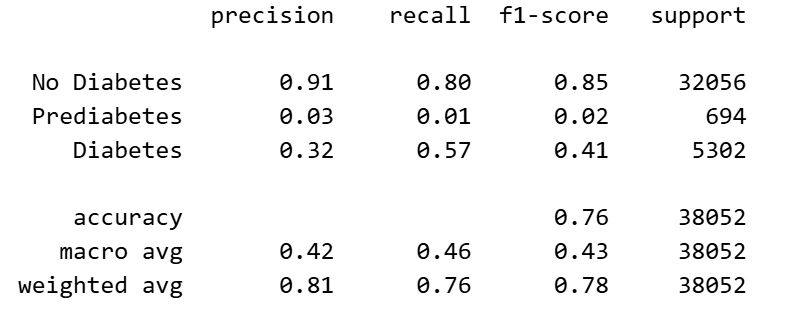 precision recall f1-score support
No Diabetes 0.91 0.80 0.85 32056
Prediabetes 0.03 0.01 0.02 694
Diabetes 0.32 0.57 0.41 5302
accuracy 0.76 38052
macro avg 0.42 0.46 0.43 38052
weighted avg 0.81 0.76 0.78 38052